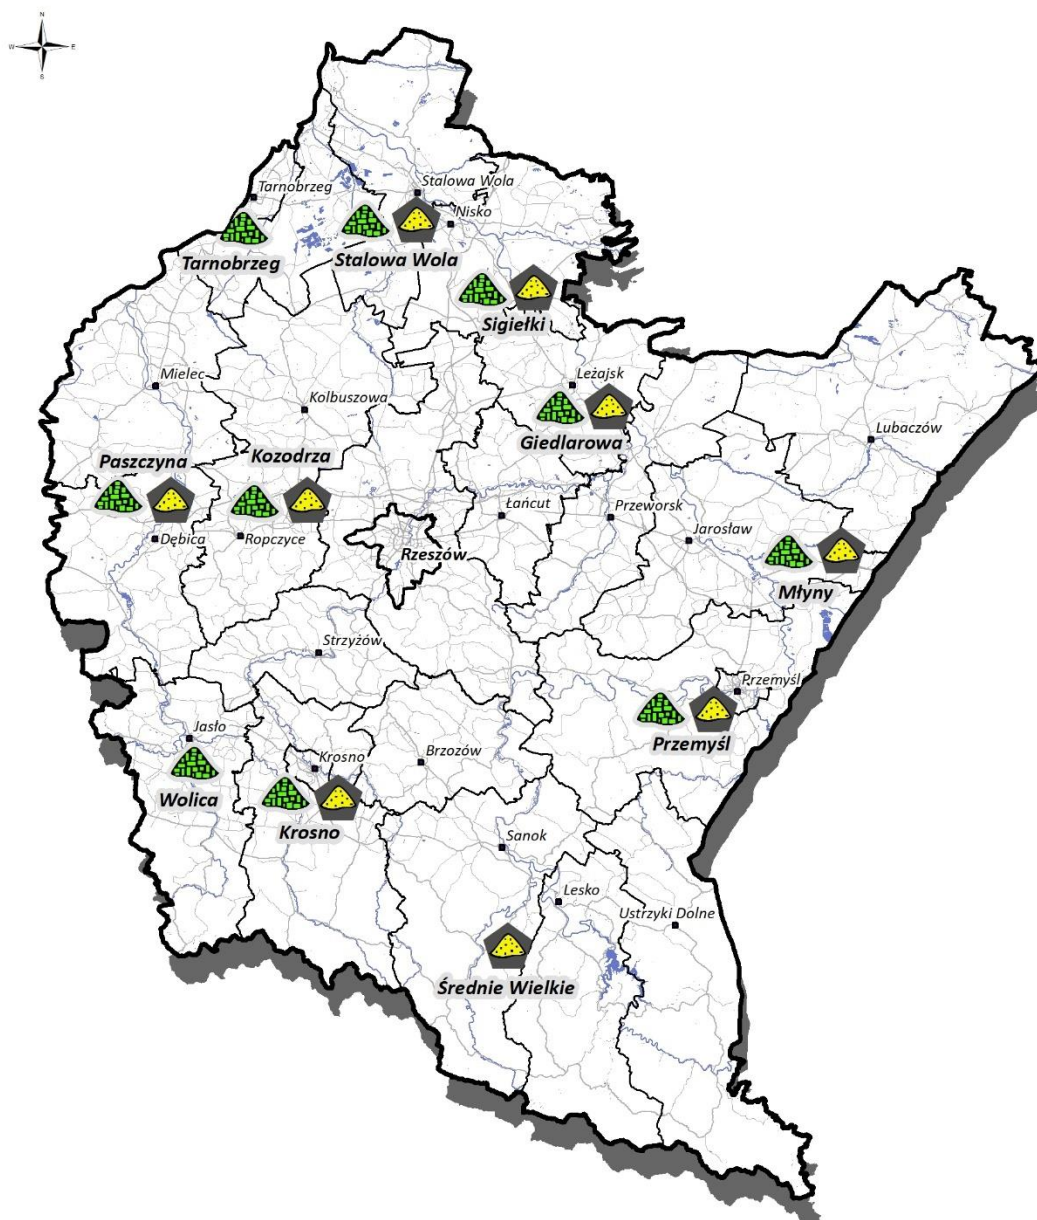 N
W E
S
Tarnobrzeg
Stalowa Wola
Nisko
Tarnobrzeg
Stalowa Wola
Sigiełki
Mielec
Leżajsk
Kolbuszowa
Giedlarowa
Lubaczów
Paszczyna
Kozodrza
Łańcut
Przeworsk
Jarosław
Dębica
Ropczyce
Rzeszów
Młyny
Strzyżów
Przemyśl
Jasło
Przemyśl
Krosno
Brzozów
Wolica
Krosno
Sanok
Lesko
Ustrzyki Dolne
Średnie Wielkie